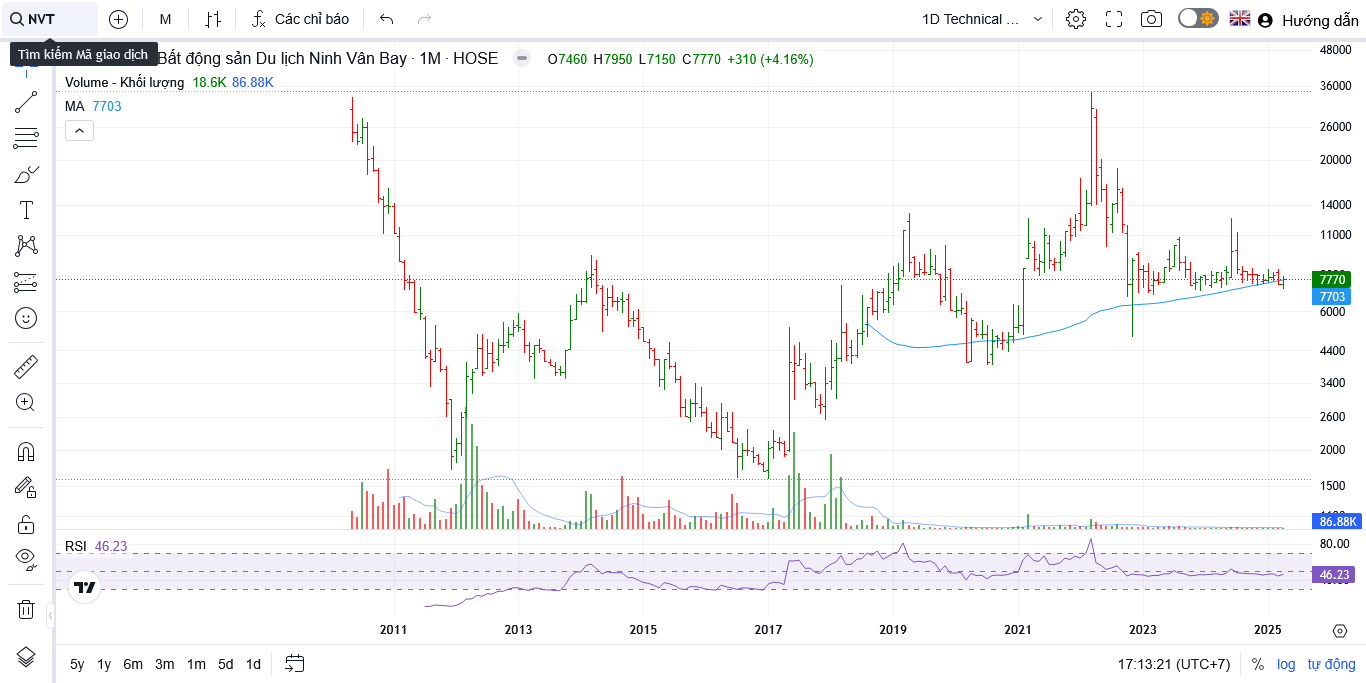 NVT
M
Các chỉ báo
1D Technical ...
Hướng dẫn
Tìm kiếm Mã giao dịch
Bất động sản Du lịch Ninh Vân Bay · 1M · HOSE
O7460 H7950 L7150 C7770 +310 (+4.16%)
Volume - Khối lượng 18.6K 86.88K
MA 7703
48000
36000
26000
20000
14000
11000
7770
7703
6000
4400
3400
2600
2000
1500
86.88K
RSI 46.23
80.00
46.23
2011 2013 2015 2017 2019 2021 2023 2025
5y 1y 6m 3m 1m 5d 1d
17:13:21 (UTC+7)
% log tự động